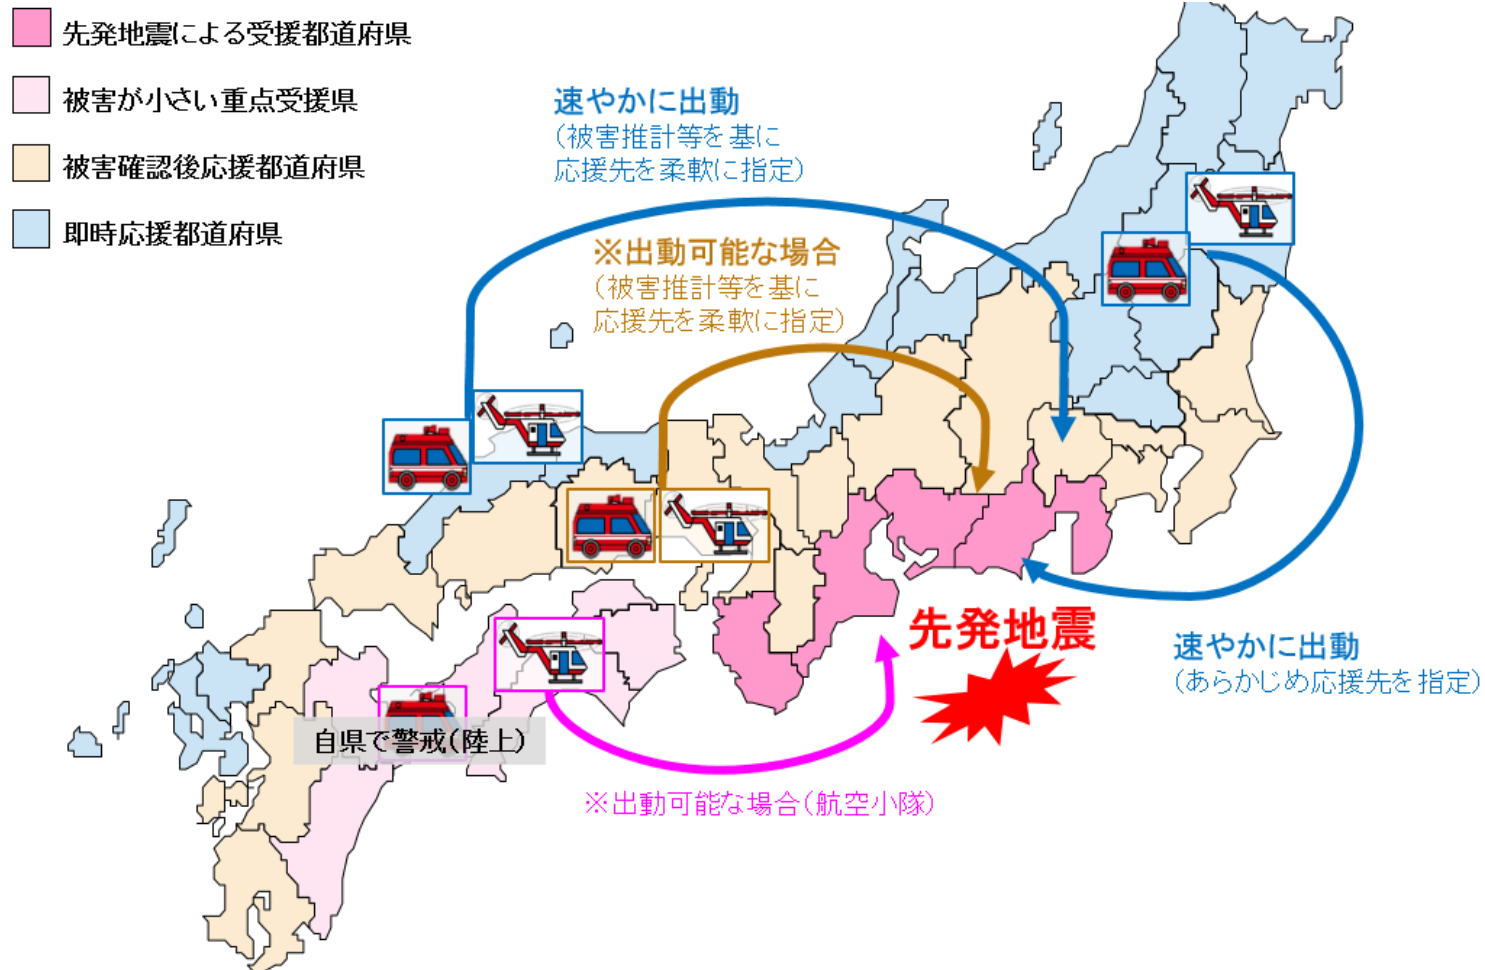 先発地震による受援都道府県
被害が小さい重点受援県
被害確認後応援都道府県
即時応援都道府県
速やかに出動
(被害推計等を基に
応援先を柔軟に指定)
※出動可能な場合
(被害推計等を基に
応援先を柔軟に指定)
先発地震
速やかに出動
(あらかじめ応援先を指定)
自県で警戒(陸上)
※出動可能な場合(航空小隊)